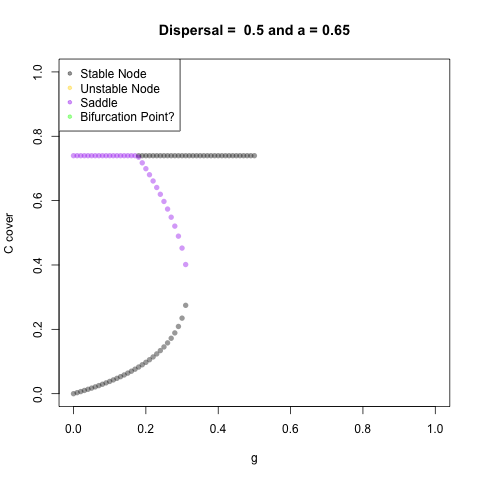 Dispersal =  0.5 and a = 0.65
Stable Node
Unstable Node
Saddle
Bifurcation Point?
C cover
1.0
0.8
0.6
0.4
0.2
0.0
0.0 0.2 0.4 0.6 0.8 1.0
g